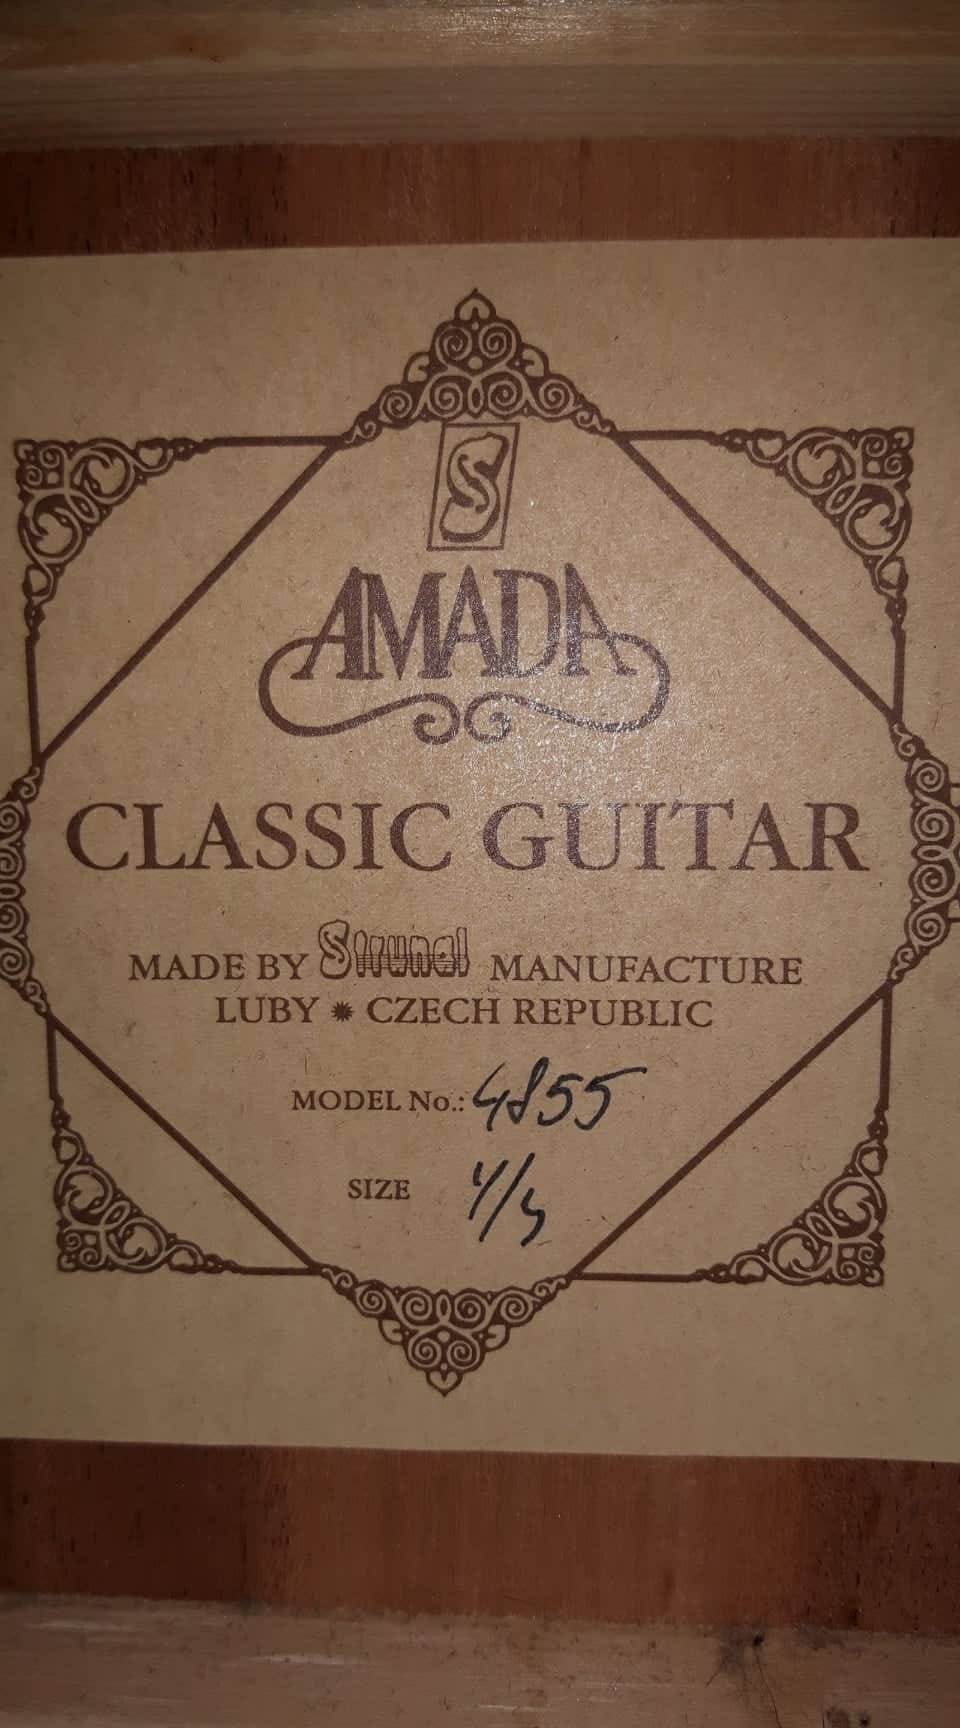 S
AMADA
CLASSIC GUITAR
MADE BY Strunal MANUFACTURE
LUBY ✹ CZECH REPUBLIC
MODEL No.: 4855
SIZE 4/4